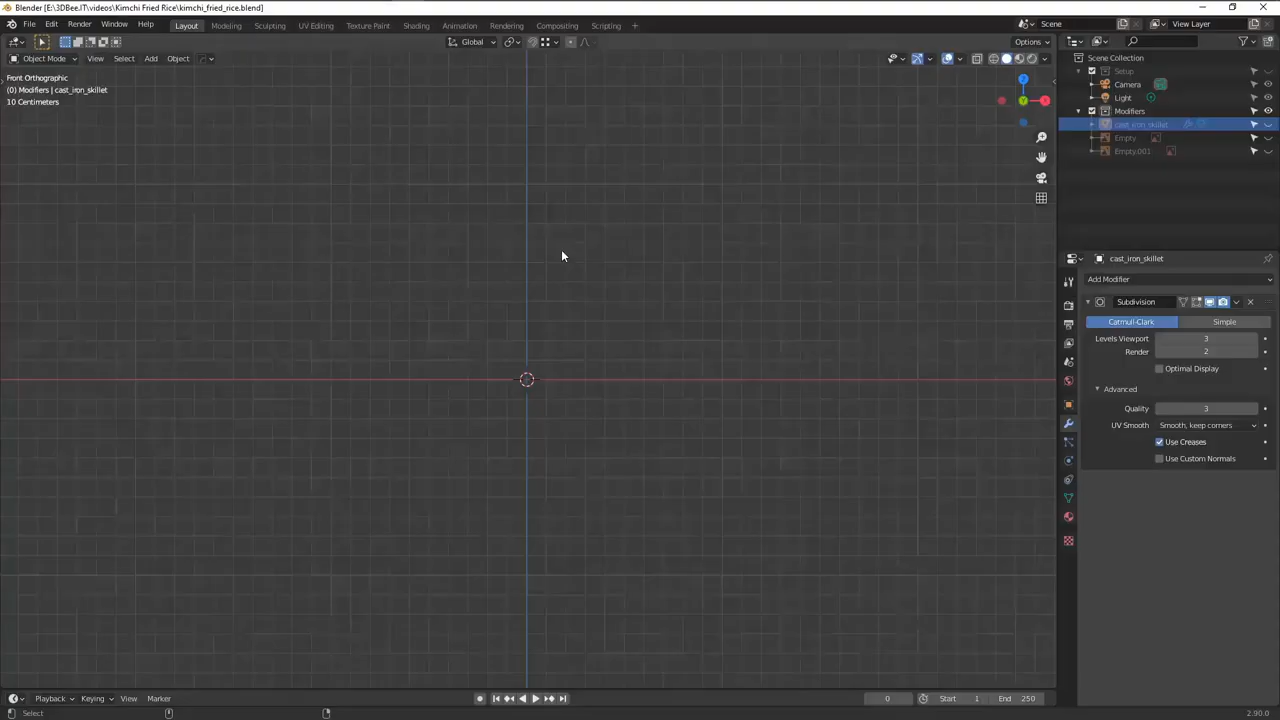 Blender [E:\3DBee.IT\videos\Kimchi Fried Rice\kimchi_fried_rice.blend]
File Edit Render Window Help Layout Modeling Sculpting UV Editing Texture Paint Shading Animation Rendering Compositing Scripting + Scene View Layer
Global Options
Object Mode View Select Add Object
Front Orthographic
(0) Modifiers | cast_iron_skillet
10 Centimeters
Z
Y
X
Scene Collection
Setup
Camera
Light
Modifiers
cast_iron_skillet
Empty
Empty.001
cast_iron_skillet
Add Modifier
Subdivision
Catmull-Clark Simple
Levels Viewport 3
Render 2
Optimal Display
Advanced
Quality 3
UV Smooth Smooth, keep corners
Use Creases
Use Custom Normals
Playback Keying View Marker 0 Start 1 End 250
Select 2.90.0